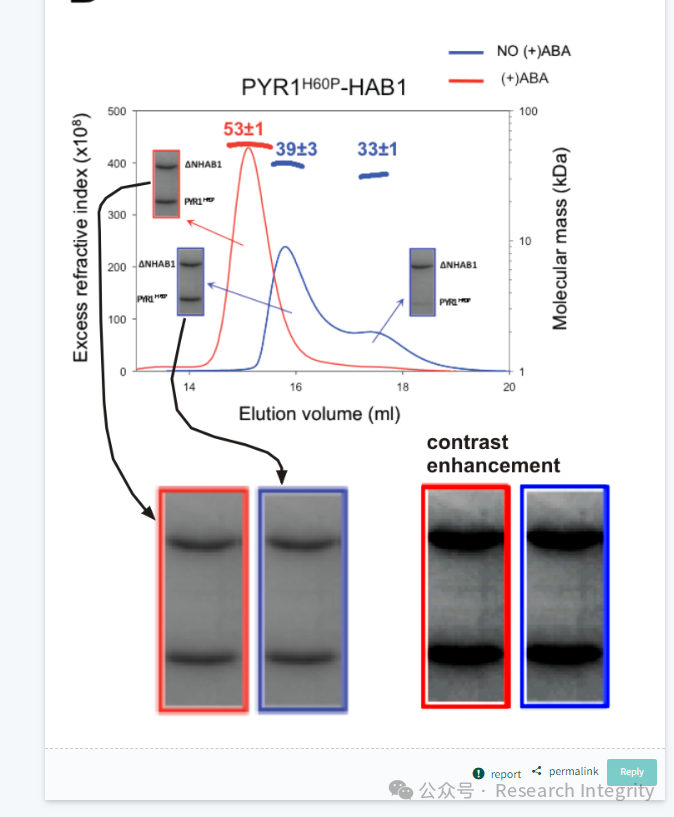 NO (+)ABA
(+)ABA
PYR1H60P-HAB1
Excess refractive index (x10⁸)
Molecular mass (kDa)
500
400
300
200
100
0
100
10
1
53±1
39±3
33±1
ΔNHAB1
PYR1H60P
ΔNHAB1
PYR1H60P
ΔNHAB1
PYR1H60P
14
16
18
20
Elution volume (ml)
contrast
enhancement
report
permalink
Reply
公众号 · Research Integrity